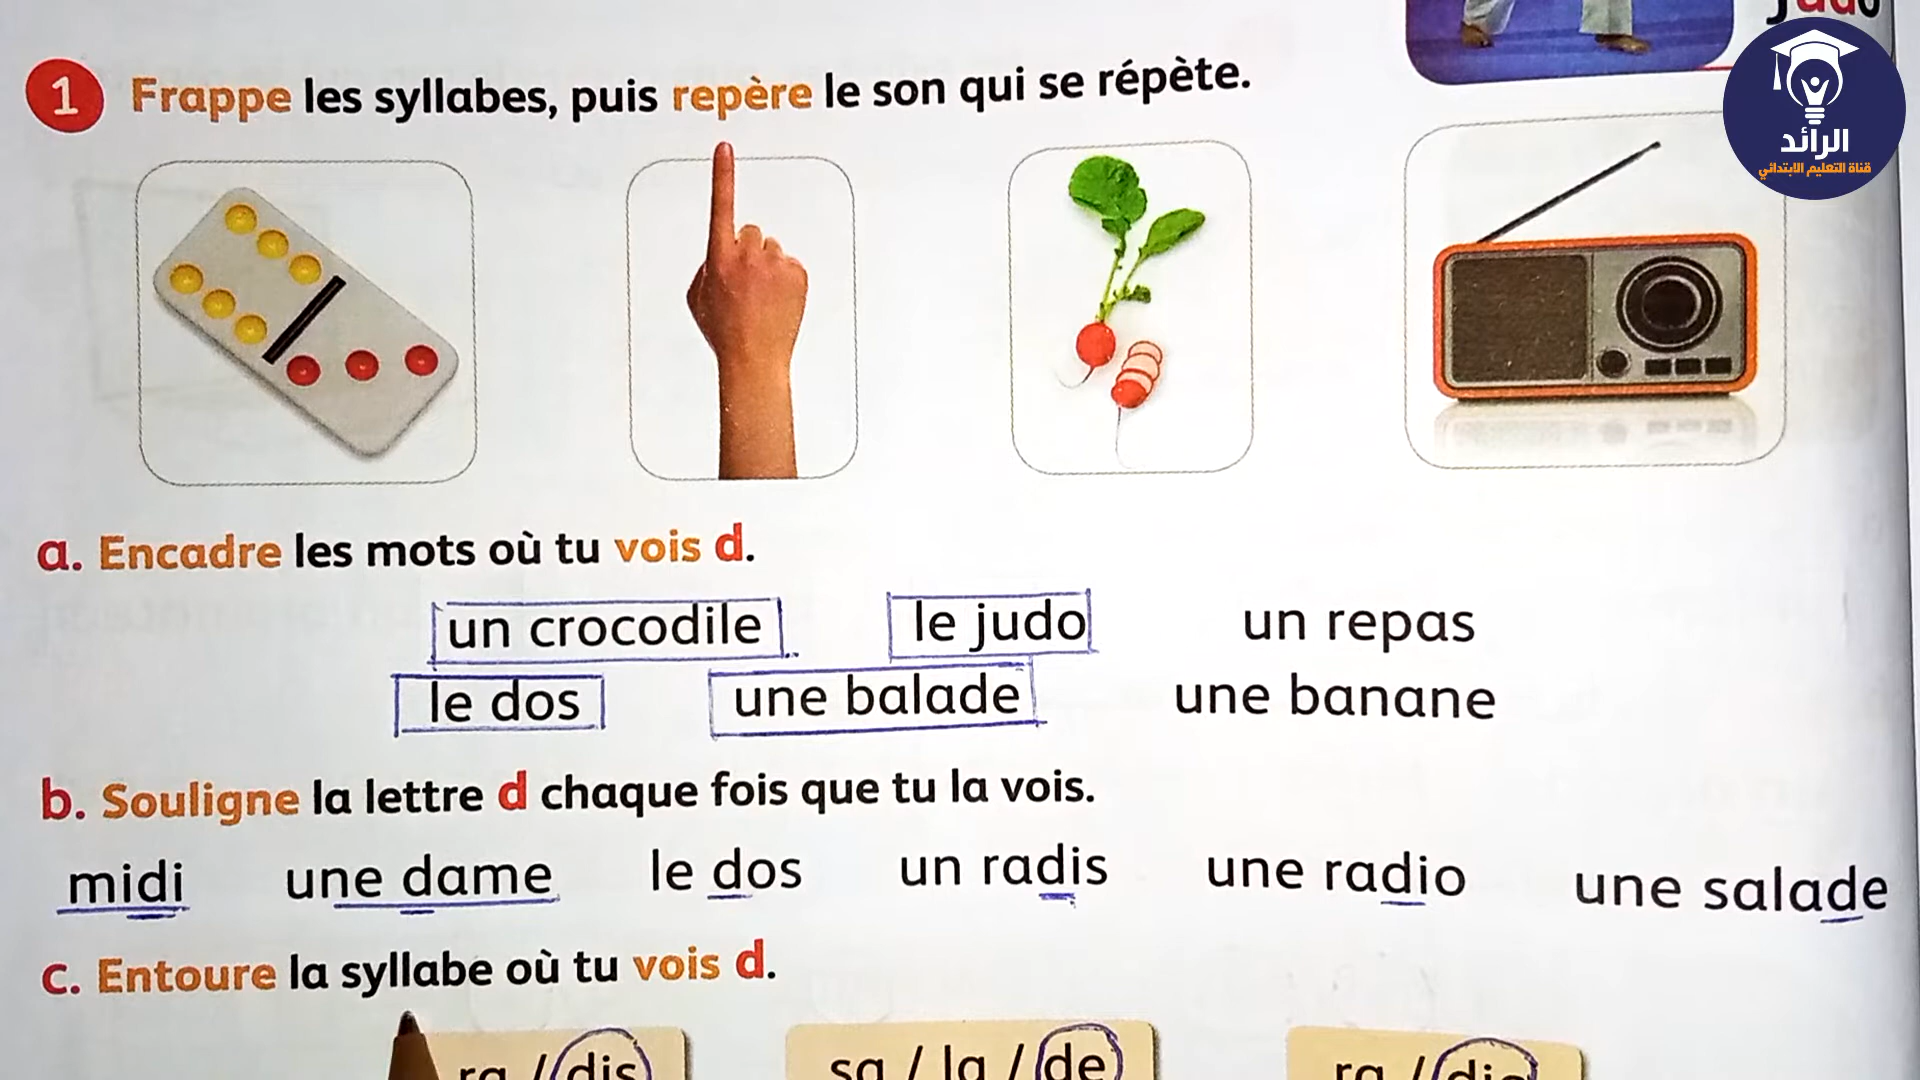 judo
الرائد
قناة التعليم الابتدائي
1 Frappe les syllabes, puis repère le son qui se répète.
a. Encadre les mots où tu vois d.
un crocodile le judo un repas
le dos une balade une banane
b. Souligne la lettre d chaque fois que tu la vois.
midi une dame le dos un radis une radio une salade
c. Entoure la syllabe où tu vois d.
ra / dis sa / la / de ra / dio